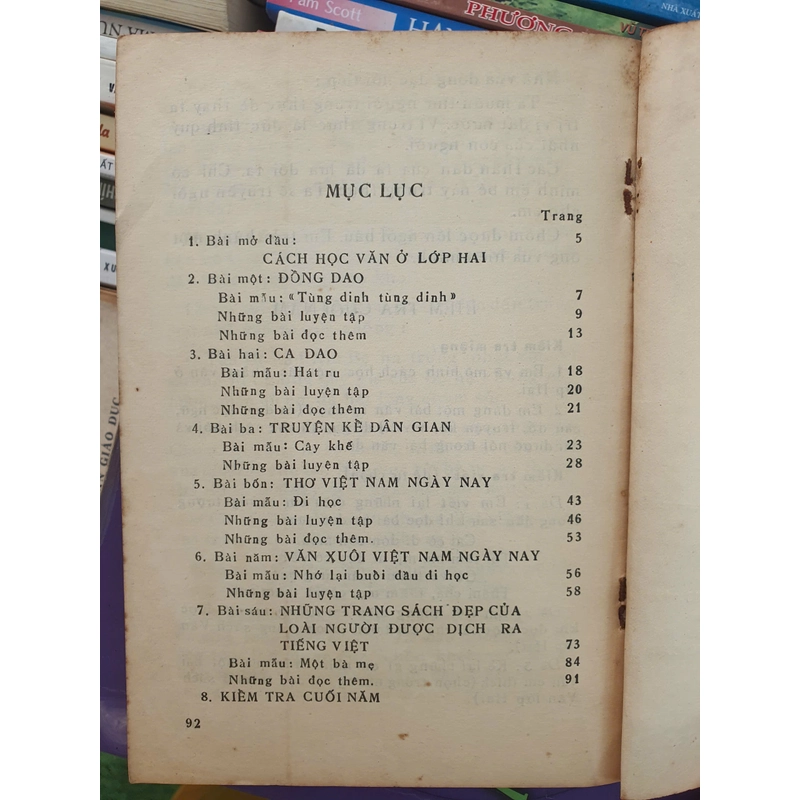 Pam Scott
PHƯƠNG
NHÀ XUẤT
MỤC LỤC
Trang
1. Bài mở đầu: 5
CÁCH HỌC VĂN Ở LỚP HAI
2. Bài một: ĐỒNG DAO
Bài mẫu: «Tùng dinh tùng dinh» 7
Những bài luyện tập 9
Những bài đọc thêm 13
3. Bài hai: CA DAO
Bài mẫu: Hát ru 18
Những bài luyện tập 20
Những bài đọc thêm 21
4. Bài ba: TRUYỆN KỂ DÂN GIAN
Bài mẫu: Cây khế 23
Những bài luyện tập 28
5. Bài bốn: THƠ VIỆT NAM NGÀY NAY
Bài mẫu: Đi học 43
Những bài luyện tập 46
Những bài đọc thêm. 53
6. Bài năm: VĂN XUÔI VIỆT NAM NGÀY NAY
Bài mẫu: Nhớ lại buổi đầu đi học 56
Những bài luyện tập 58
7. Bài sáu: NHỮNG TRANG SÁCH ĐẸP CỦA
LOÀI NGƯỜI ĐƯỢC DỊCH RA
TIẾNG VIỆT 73
Bài mẫu: Một bà mẹ 84
Những bài đọc thêm. 91
8. KIỂM TRA CUỐI NĂM
92
GIÁO DỤC